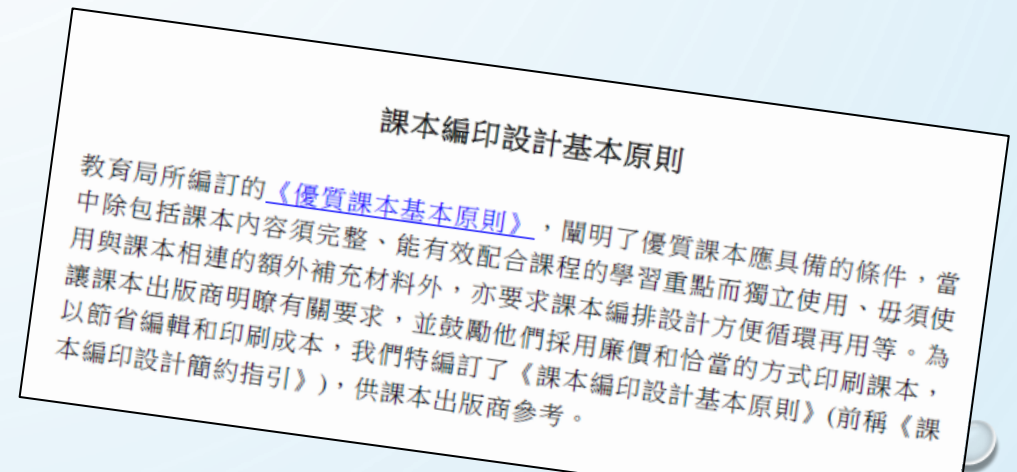 課本編印設計基本原則
教育局所編訂的《優質課本基本原則》，闡明了優質課本應具備的條件，當
中除包括課本內容須完整、能有效配合課程的學習重點而獨立使用、毋須使
用與課本相連的額外補充材料外，亦要求課本編排設計方便循環再用等。為
讓課本出版商明瞭有關要求，並鼓勵他們採用廉價和恰當的方式印刷課本，
以節省編輯和印刷成本，我們特編訂了《課本編印設計基本原則》(前稱《課
本編印設計簡約指引》)，供課本出版商參考。